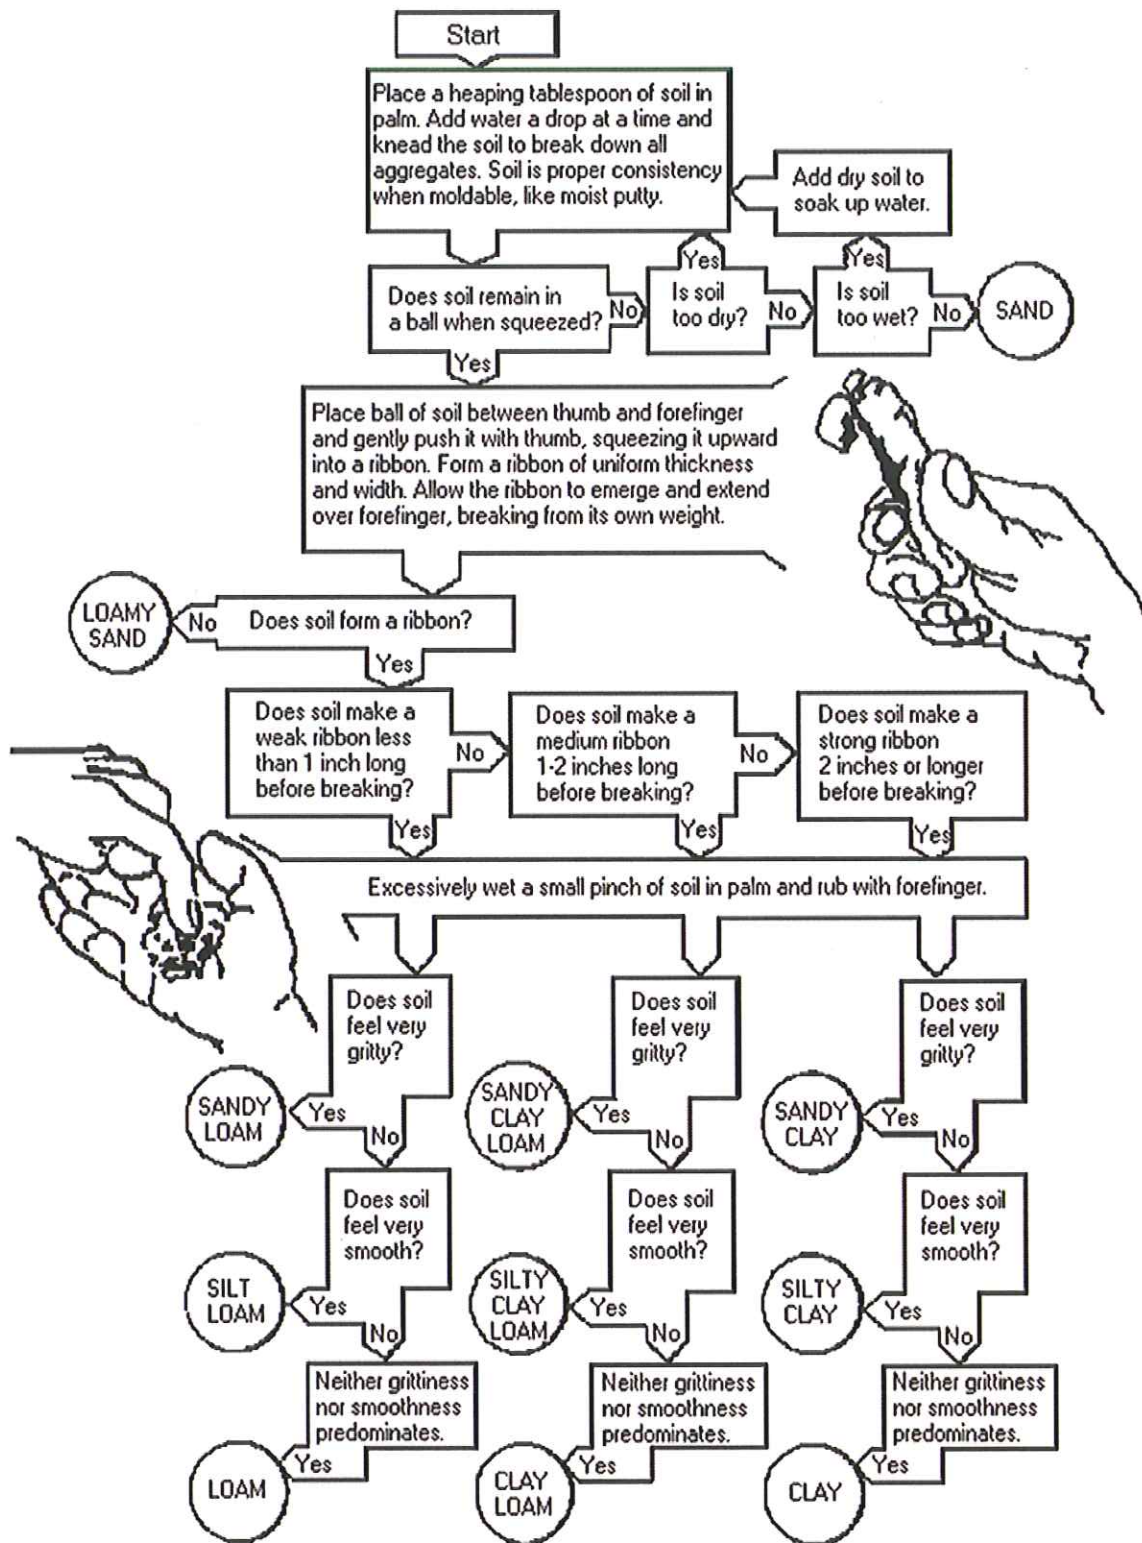 Start
Place a heaping tablespoon of soil in
palm. Add water a drop at a time and
knead the soil to break down all
aggregates. Soil is proper consistency
when moldable, like moist putty.
Add dry soil to
soak up water.
Yes
Yes
Does soil remain in
a ball when squeezed?
No
Is soil
too dry?
No
Is soil
too wet?
No
SAND
Yes
Place ball of soil between thumb and forefinger
and gently push it with thumb, squeezing it upward
into a ribbon. Form a ribbon of uniform thickness
and width. Allow the ribbon to emerge and extend
over forefinger, breaking from its own weight.
LOAMY
SAND
No
Does soil form a ribbon?
Yes
Does soil make a
weak ribbon less
than 1 inch long
before breaking?
No
Does soil make a
medium ribbon
1-2 inches long
before breaking?
No
Does soil make a
strong ribbon
2 inches or longer
before breaking?
Yes
Yes
Yes
Excessively wet a small pinch of soil in palm and rub with forefinger.
Does soil
feel very
gritty?
Does soil
feel very
gritty?
Does soil
feel very
gritty?
SANDY
LOAM
Yes
No
SANDY
CLAY
LOAM
Yes
No
SANDY
CLAY
Yes
No
Does soil
feel very
smooth?
Does soil
feel very
smooth?
Does soil
feel very
smooth?
SILT
LOAM
Yes
No
SILTY
CLAY
LOAM
Yes
No
SILTY
CLAY
Yes
No
Neither grittiness
nor smoothness
predominates.
Neither grittiness
nor smoothness
predominates.
Neither grittiness
nor smoothness
predominates.
LOAM
Yes
CLAY
LOAM
Yes
CLAY
Yes